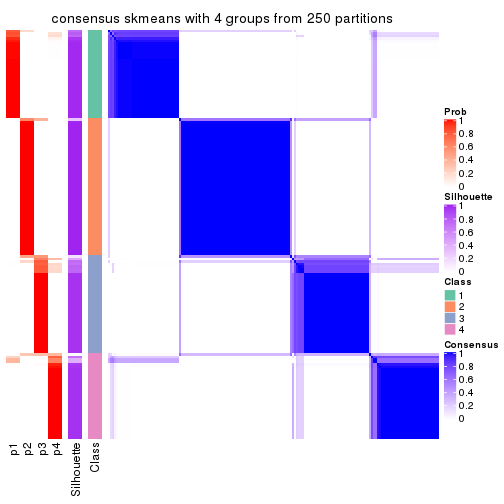 consensus skmeans with 4 groups from 250 partitions
Prob
1
0.8
0.6
0.4
0.2
0
Silhouette
1
0.8
0.6
0.4
0.2
0
Class
1
2
3
4
Consensus
1
0.8
0.6
0.4
0.2
0
p1
p2
p3
p4
Silhouette
Class